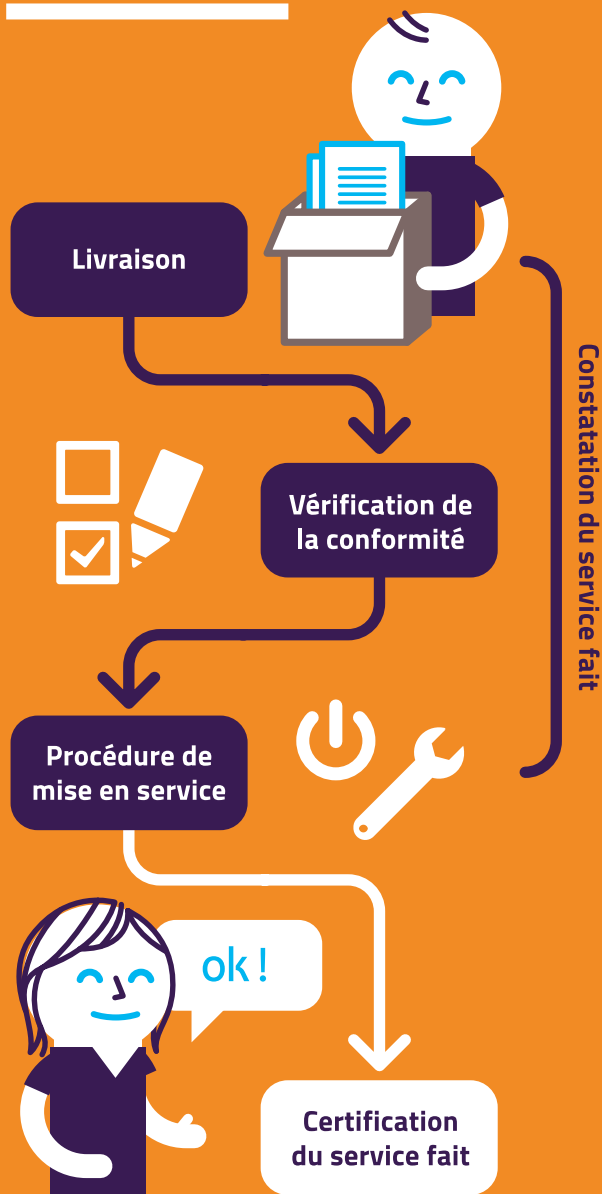 Livraison
Constatation du service fait
Vérification de
la conformité
Procédure de
mise en service
ok !
Certification
du service fait